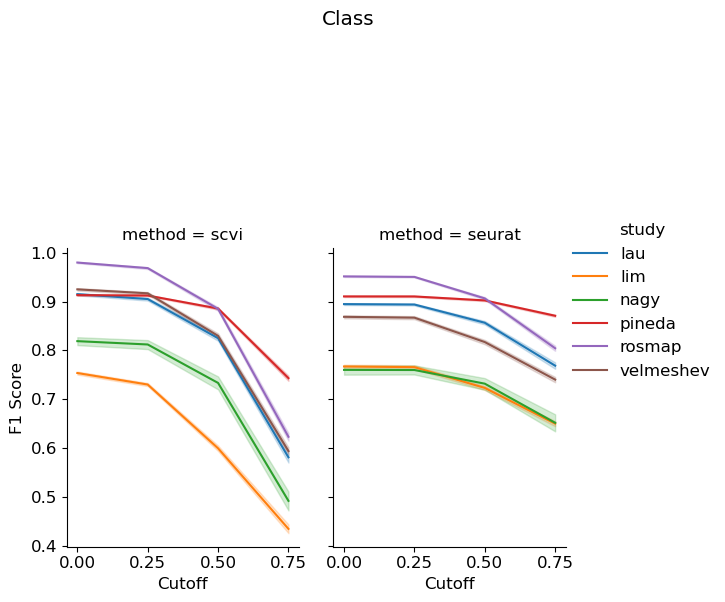 Class
method = scvi
method = seurat
study
lau
lim
nagy
pineda
rosmap
velmeshev
F1 Score
1.0
0.9
0.8
0.7
0.6
0.5
0.4
0.00 0.25 0.50 0.75
0.00 0.25 0.50 0.75
Cutoff
Cutoff